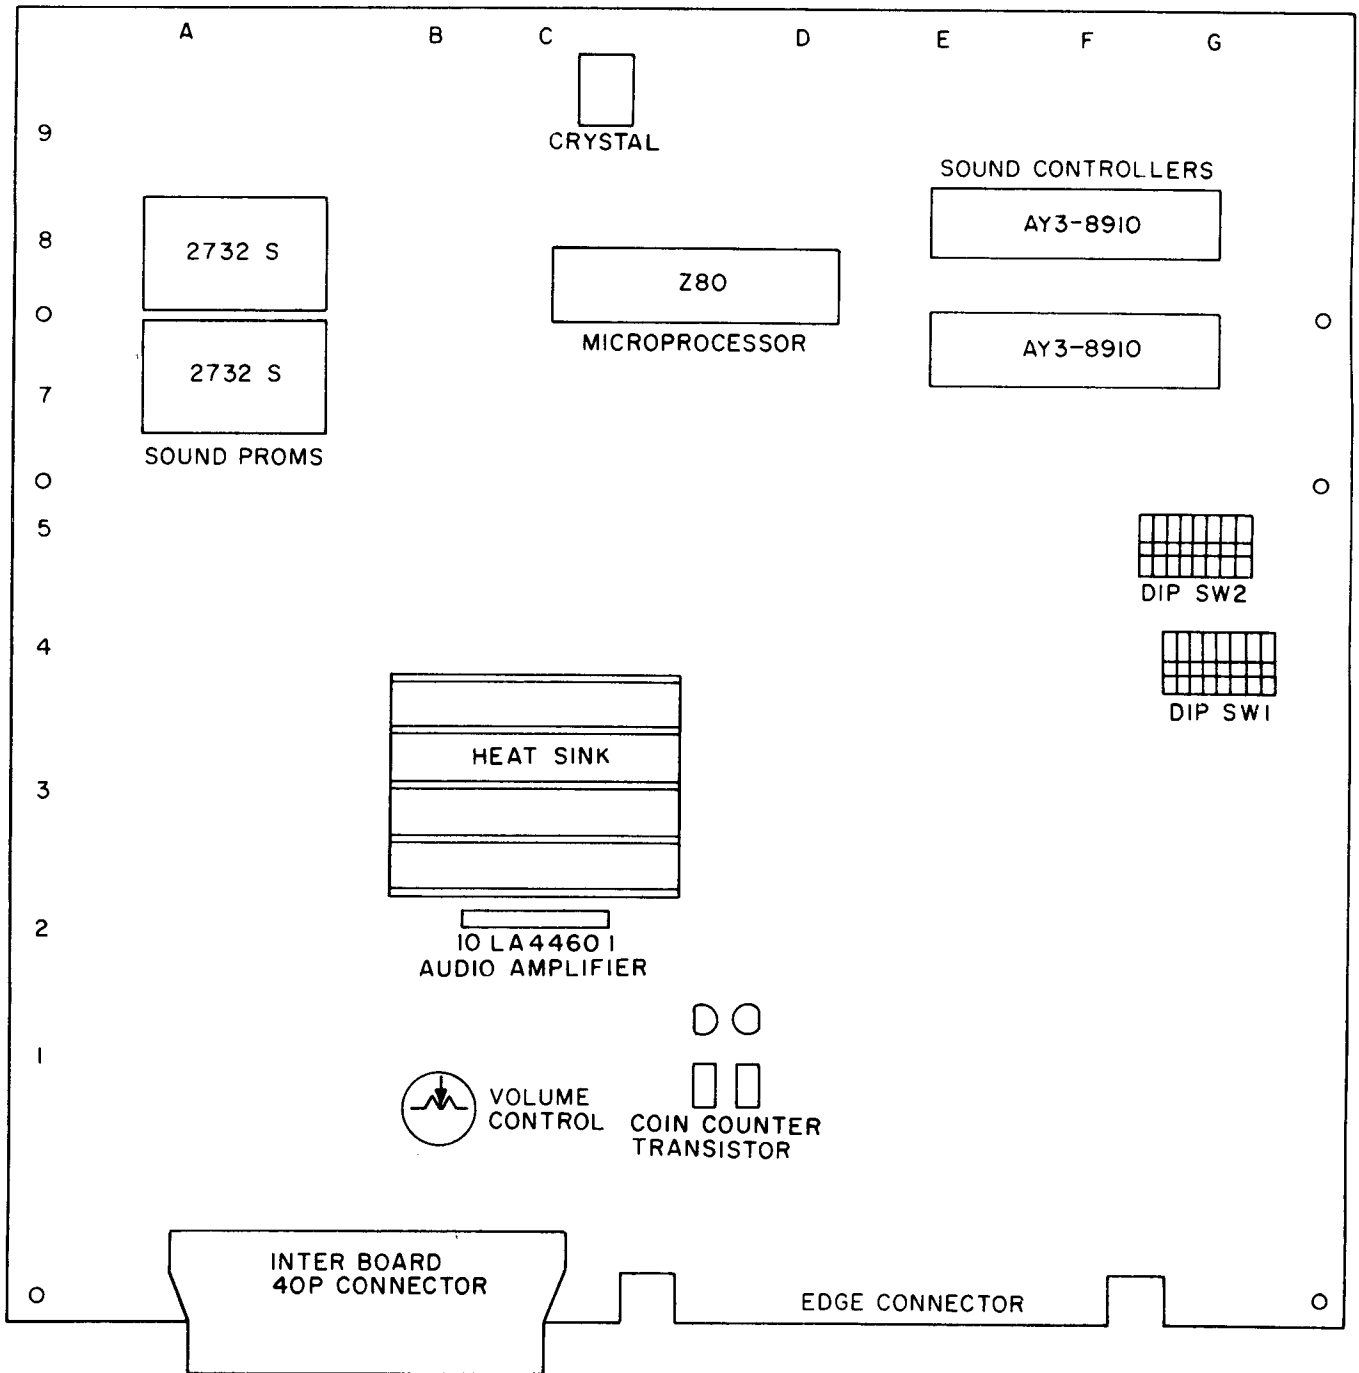 A B C D E F G
9
CRYSTAL
SOUND CONTROLLERS
8
2732 S
AY3-8910
Z80
MICROPROCESSOR
AY3-8910
7
2732 S
SOUND PROMS
5
DIP SW2
4
DIP SW1
HEAT SINK
3
2
10 LA4460 1
AUDIO AMPLIFIER
1
VOLUME
CONTROL
COIN COUNTER
TRANSISTOR
INTER BOARD
40P CONNECTOR
EDGE CONNECTOR